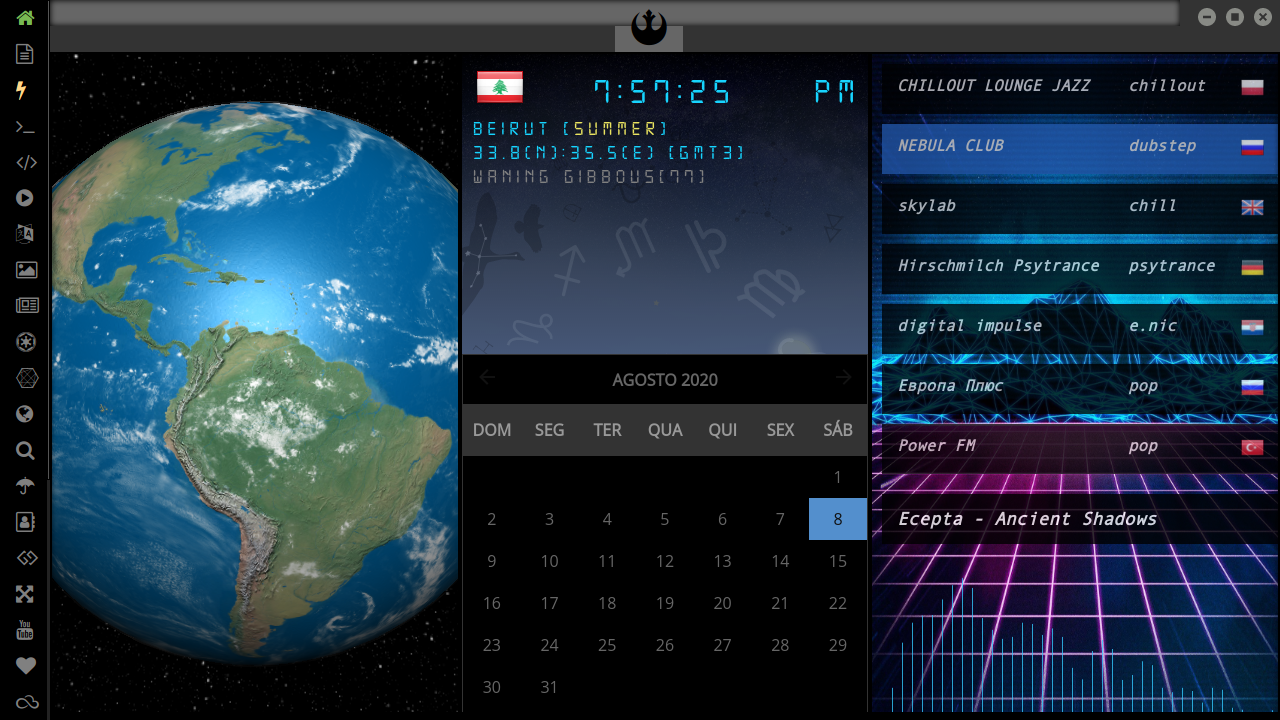 7:57:25 PM
BEIRUT (SUMMER)
33.8(N):35.5(E) (GMT3)
WANING GIBBOUS(77)
AGOSTO 2020
DOM SEG TER QUA QUI SEX SÁB
1
2 3 4 5 6 7 8
9 10 11 12 13 14 15
16 17 18 19 20 21 22
23 24 25 26 27 28 29
30 31
CHILLOUT LOUNGE JAZZ chillout
NEBULA CLUB dubstep
skylab chill
Hirschmilch Psytrance psytrance
digital impulse e.nic
Европа Плюс pop
Power FM pop
Ecepta - Ancient Shadows
You
Tube